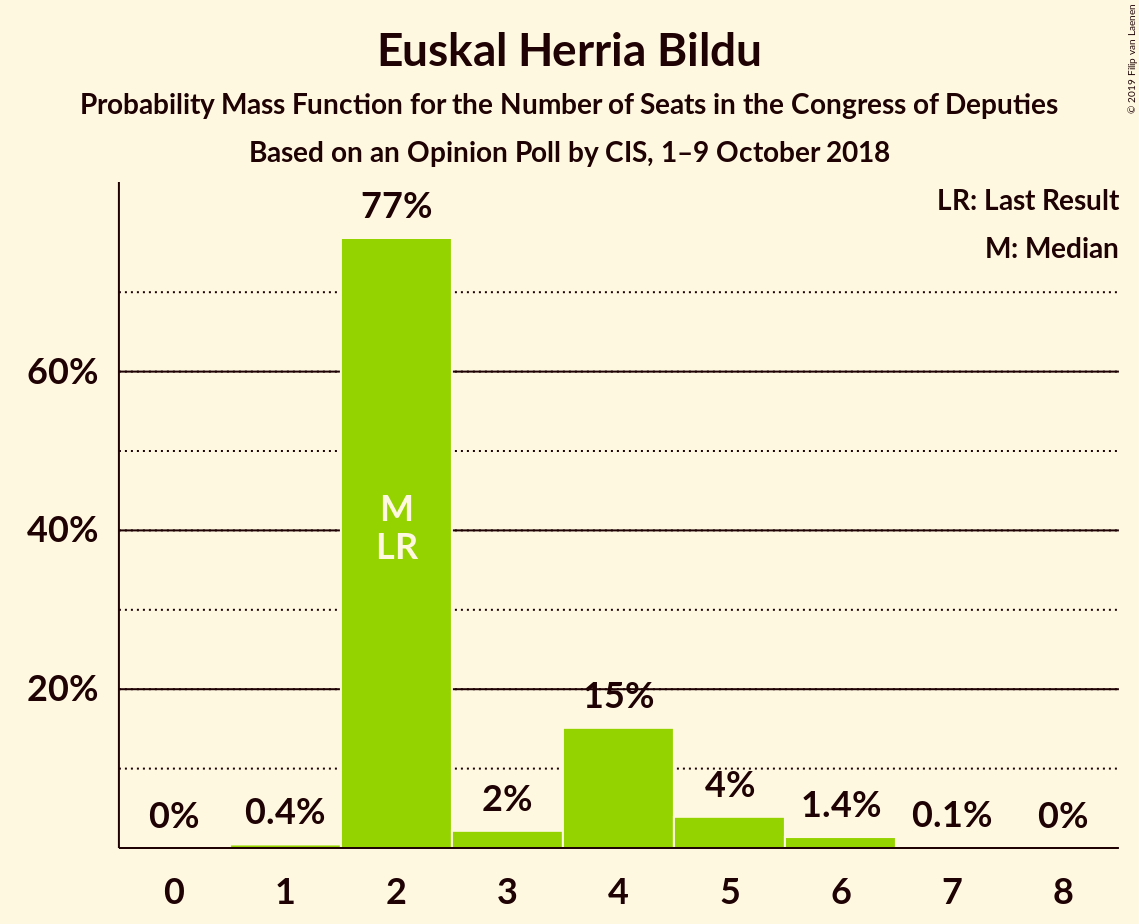 Euskal Herria Bildu
Probability Mass Function for the Number of Seats in the Congress of Deputies
Based on an Opinion Poll by CIS, 1–9 October 2018
© 2019 Filip van Laenen
LR: Last Result
M: Median
77%
60%
M
40%
LR
20%
15%
0%
0.4%
2%
4%
1.4%
0.1%
0%
0 1 2 3 4 5 6 7 8